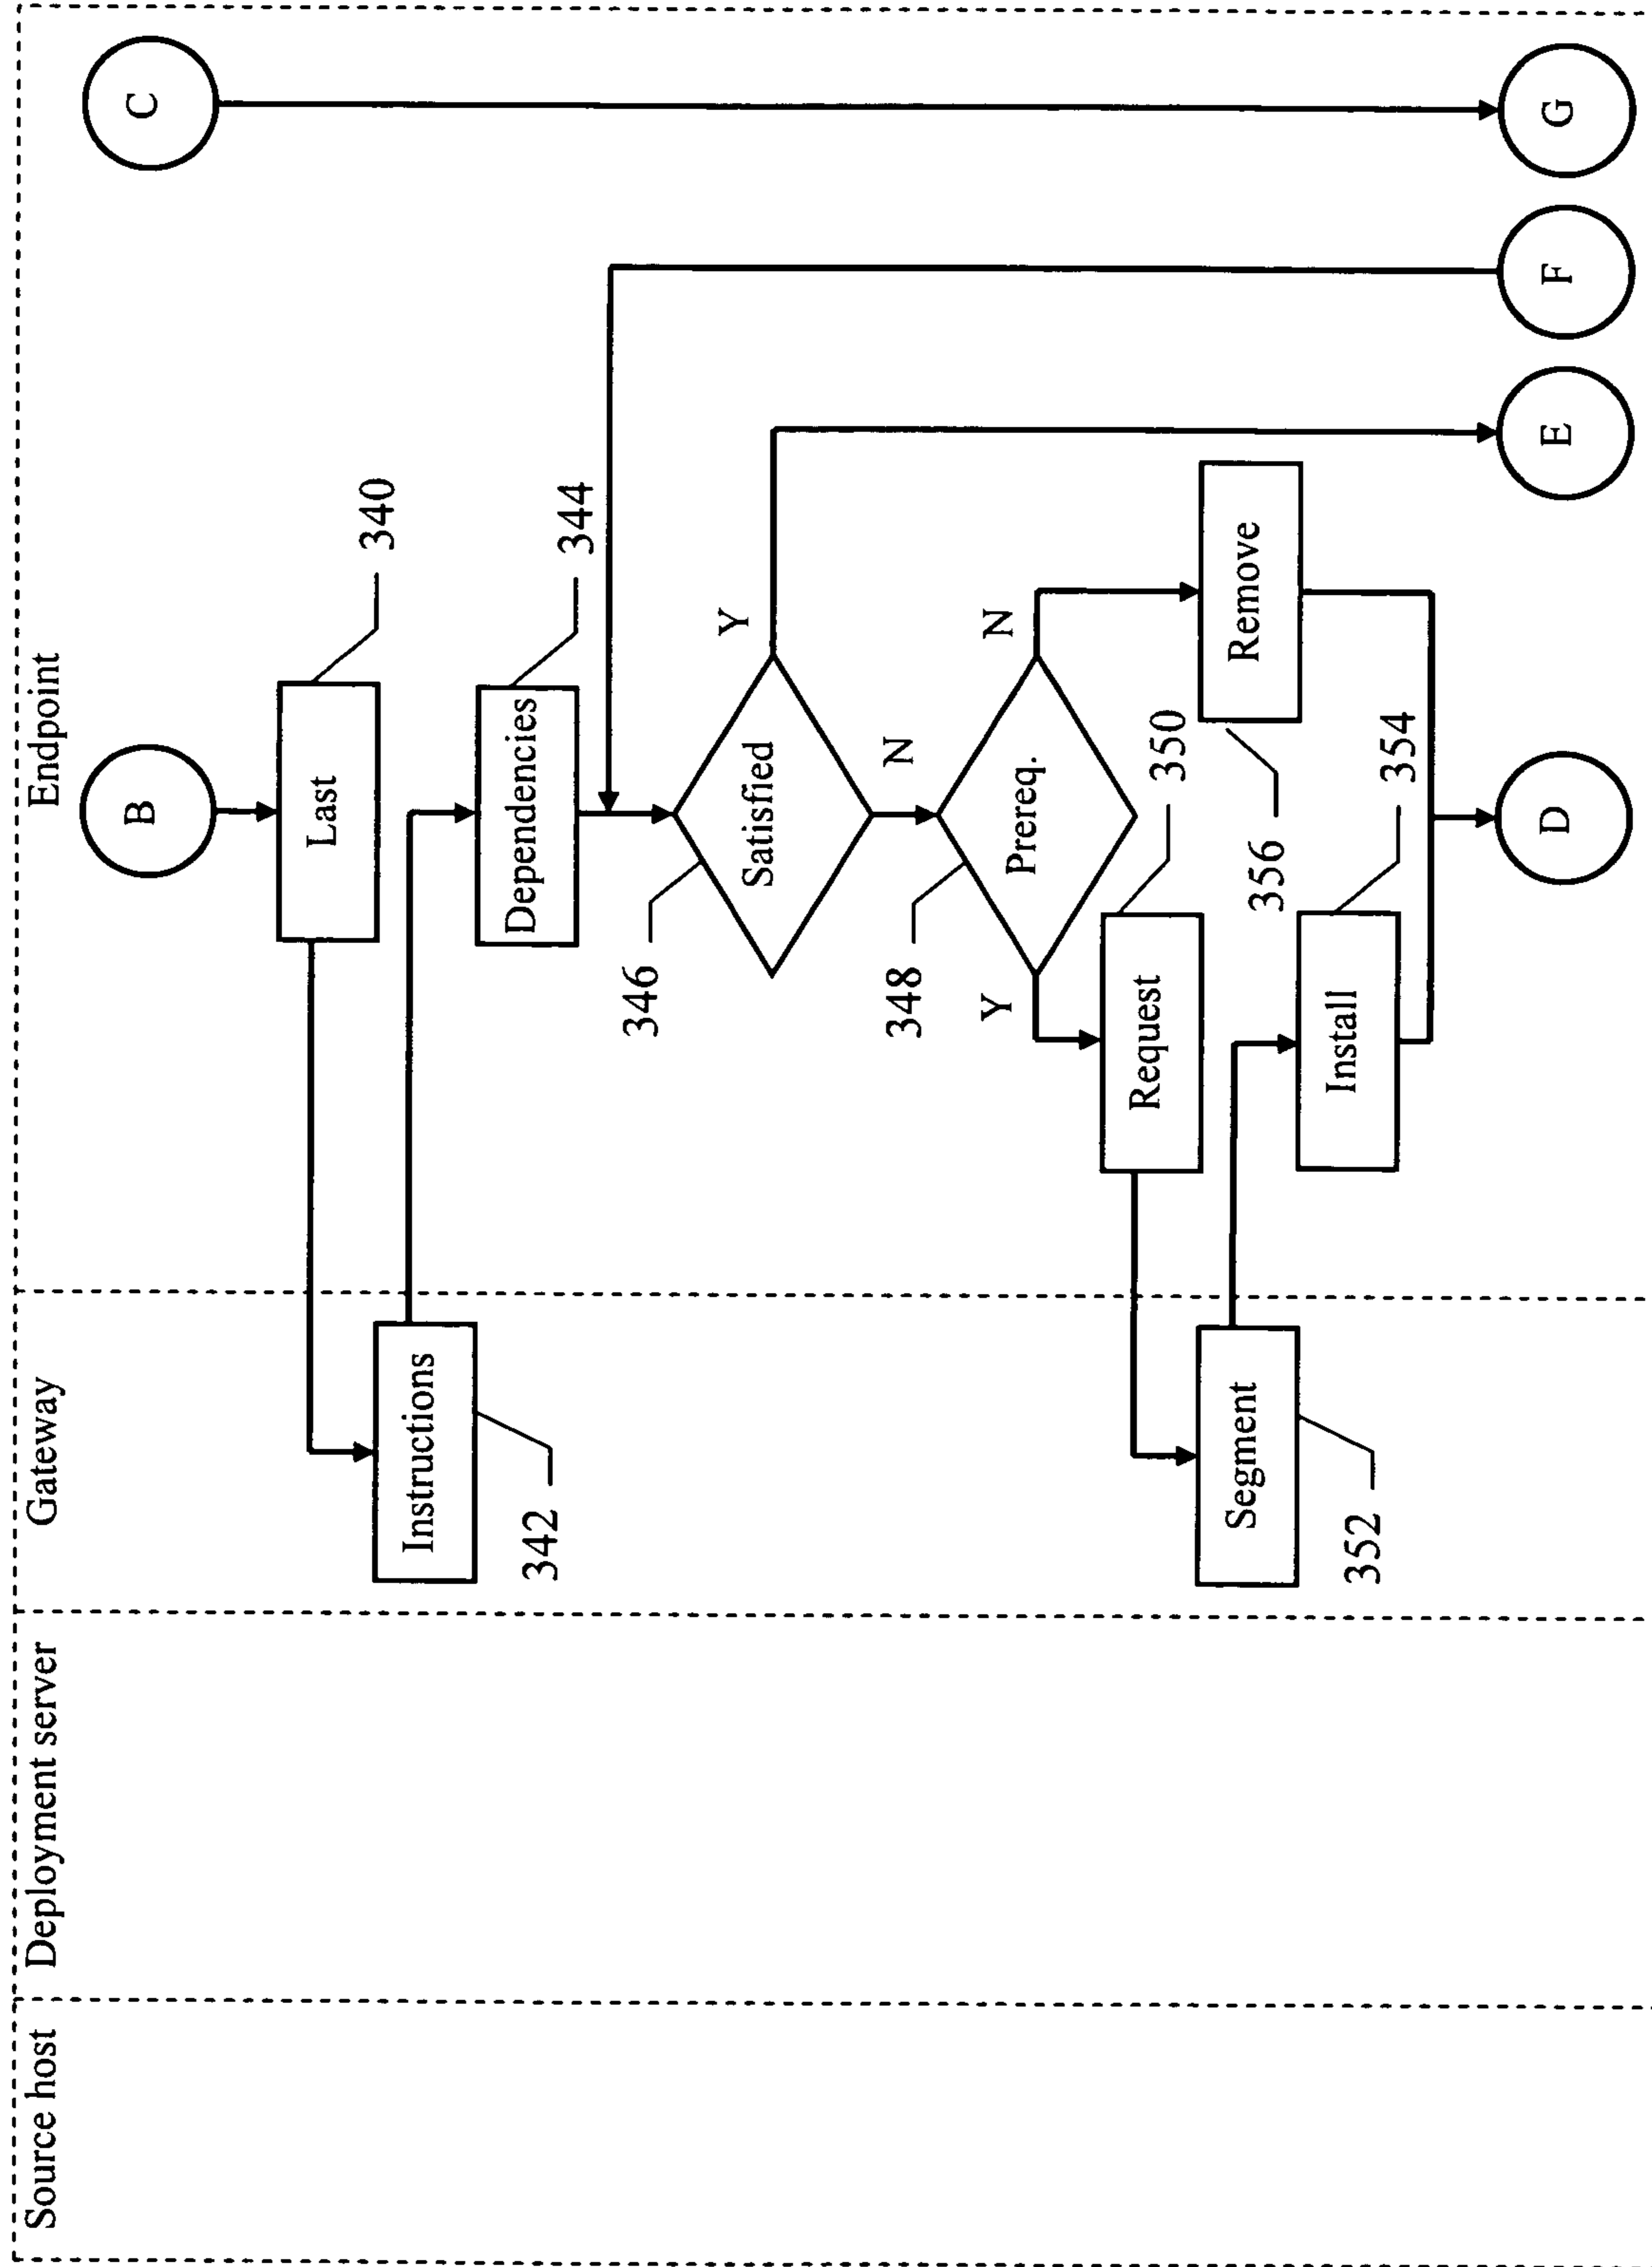 Source host
Deployment server
Gateway
Endpoint
B
C
Last
340
Instructions
342
Dependencies
344
Satisfied
346
Y
N
Prereq.
348
Y
N
Request
350
Segment
352
Remove
356
Install
354
D
E
F
G